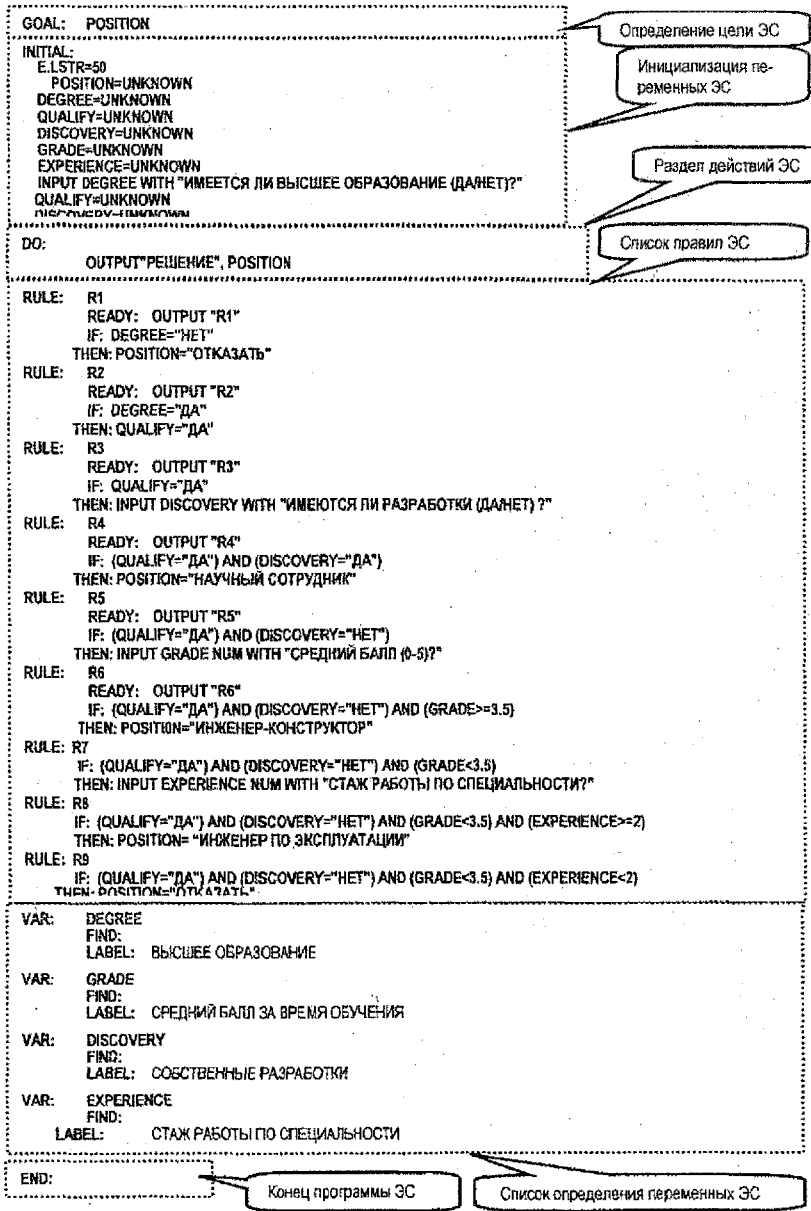 GOAL: POSITION
Определение цели ЭС
INITIAL:
E.LSTR=50
POSITION=UNKNOWN
DEGREE=UNKNOWN
QUALIFY=UNKNOWN
DISCOVERY=UNKNOWN
GRADE=UNKNOWN
EXPERIENCE=UNKNOWN
INPUT DEGREE WITH "ИМЕЕТСЯ ЛИ ВЫСШЕЕ ОБРАЗОВАНИЕ (ДА/НЕТ)?"
QUALIFY=UNKNOWN
DISCOVERY=UNKNOWN
Инициализация пе-
ременных ЭС
Раздел действий ЭС
DO:
OUTPUT"РЕШЕНИЕ", POSITION
Список правил ЭС
RULE: R1
READY: OUTPUT "R1"
IF: DEGREE="НЕТ"
THEN: POSITION="ОТКАЗАТЬ"
RULE: R2
READY: OUTPUT "R2"
IF: DEGREE="ДА"
THEN: QUALIFY="ДА"
RULE: R3
READY: OUTPUT "R3"
IF: QUALIFY="ДА"
THEN: INPUT DISCOVERY WITH "ИМЕЮТСЯ ЛИ РАЗРАБОТКИ (ДА/НЕТ) ?"
RULE: R4
READY: OUTPUT "R4"
IF: (QUALIFY="ДА") AND (DISCOVERY="ДА")
THEN: POSITION="НАУЧНЫЙ СОТРУДНИК"
RULE: R5
READY: OUTPUT "R5"
IF: (QUALIFY="ДА") AND (DISCOVERY="НЕТ")
THEN: INPUT GRADE NUM WITH "СРЕДНИЙ БАЛЛ (0-5)?"
RULE: R6
READY: OUTPUT "R6"
IF: (QUALIFY="ДА") AND (DISCOVERY="НЕТ") AND (GRADE>=3.5)
THEN: POSITION="ИНЖЕНЕР-КОНСТРУКТОР"
RULE: R7
IF: (QUALIFY="ДА") AND (DISCOVERY="НЕТ") AND (GRADE<3.5)
THEN: INPUT EXPERIENCE NUM WITH "СТАЖ РАБОТЫ ПО СПЕЦИАЛЬНОСТИ?"
RULE: R8
IF: (QUALIFY="ДА") AND (DISCOVERY="НЕТ") AND (GRADE<3.5) AND (EXPERIENCE>=2)
THEN: POSITION= "ИНЖЕНЕР ПО ЭКСПЛУАТАЦИИ"
RULE: R9
IF: (QUALIFY="ДА") AND (DISCOVERY="НЕТ") AND (GRADE<3.5) AND (EXPERIENCE<2)
THEN: POSITION="ОТКАЗАТЬ"
VAR: DEGREE
FIND:
LABEL: ВЫСШЕЕ ОБРАЗОВАНИЕ
VAR: GRADE
FIND:
LABEL: СРЕДНИЙ БАЛЛ ЗА ВРЕМЯ ОБУЧЕНИЯ
VAR: DISCOVERY
FIND:
LABEL: СОБСТВЕННЫЕ РАЗРАБОТКИ
VAR: EXPERIENCE
FIND:
LABEL: СТАЖ РАБОТЫ ПО СПЕЦИАЛЬНОСТИ
END:
Конец программы ЭС
Список определения переменных ЭС